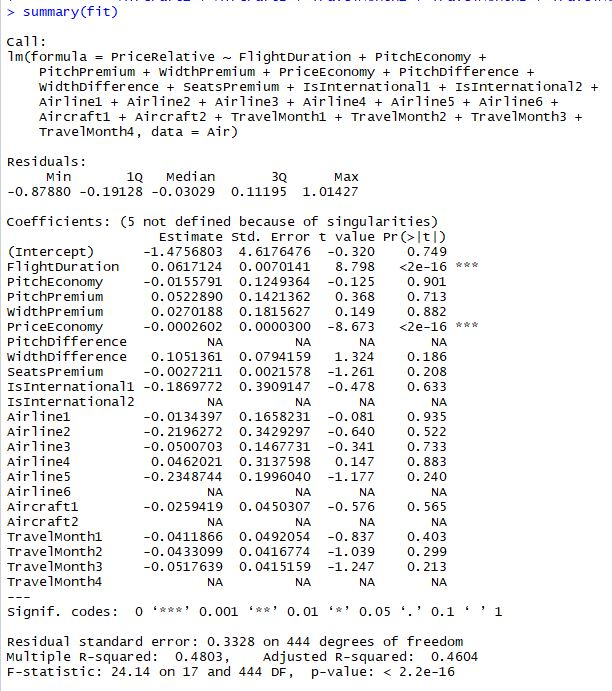 > summary(fit)
Call:
lm(formula = PriceRelative ~ FlightDuration + PitchEconomy +
    PitchPremium + WidthPremium + PriceEconomy + PitchDifference +
    WidthDifference + SeatsPremium + IsInternational1 + IsInternational2 +
    Airline1 + Airline2 + Airline3 + Airline4 + Airline5 + Airline6 +
    Aircraft1 + Aircraft2 + TravelMonth1 + TravelMonth2 + TravelMonth3 +
    TravelMonth4, data = Air)
Residuals:
     Min       1Q   Median       3Q      Max
-0.87880 -0.19128 -0.03029  0.11195  1.01427
Coefficients: (5 not defined because of singularities)
                   Estimate Std. Error t value Pr(>|t|)
(Intercept)      -1.4756803  4.6176476  -0.320    0.749
FlightDuration    0.0617124  0.0070141   8.798   <2e-16 ***
PitchEconomy     -0.0155791  0.1249364  -0.125    0.901
PitchPremium      0.0522890  0.1421362   0.368    0.713
WidthPremium      0.0270188  0.1815627   0.149    0.882
PriceEconomy     -0.0002602  0.0000300  -8.673   <2e-16 ***
PitchDifference          NA         NA      NA       NA
WidthDifference   0.1051361  0.0794159   1.324    0.186
SeatsPremium     -0.0027211  0.0021578  -1.261    0.208
IsInternational1 -0.1869772  0.3909147  -0.478    0.633
IsInternational2         NA         NA      NA       NA
Airline1         -0.0134397  0.1658231  -0.081    0.935
Airline2         -0.2196272  0.3429297  -0.640    0.522
Airline3         -0.0500703  0.1467731  -0.341    0.733
Airline4          0.0462021  0.3137598   0.147    0.883
Airline5         -0.2348744  0.1996040  -1.177    0.240
Airline6                 NA         NA      NA       NA
Aircraft1        -0.0259419  0.0450307  -0.576    0.565
Aircraft2                NA         NA      NA       NA
TravelMonth1     -0.0411866  0.0492054  -0.837    0.403
TravelMonth2     -0.0433099  0.0416774  -1.039    0.299
TravelMonth3     -0.0517639  0.0415159  -1.247    0.213
TravelMonth4             NA         NA      NA       NA
---
Signif. codes:  0 ‘***’ 0.001 ‘**’ 0.01 ‘*’ 0.05 ‘.’ 0.1 ‘ ’ 1
Residual standard error: 0.3328 on 444 degrees of freedom
Multiple R-squared:  0.4803,    Adjusted R-squared:  0.4604
F-statistic: 24.14 on 17 and 444 DF,  p-value: < 2.2e-16